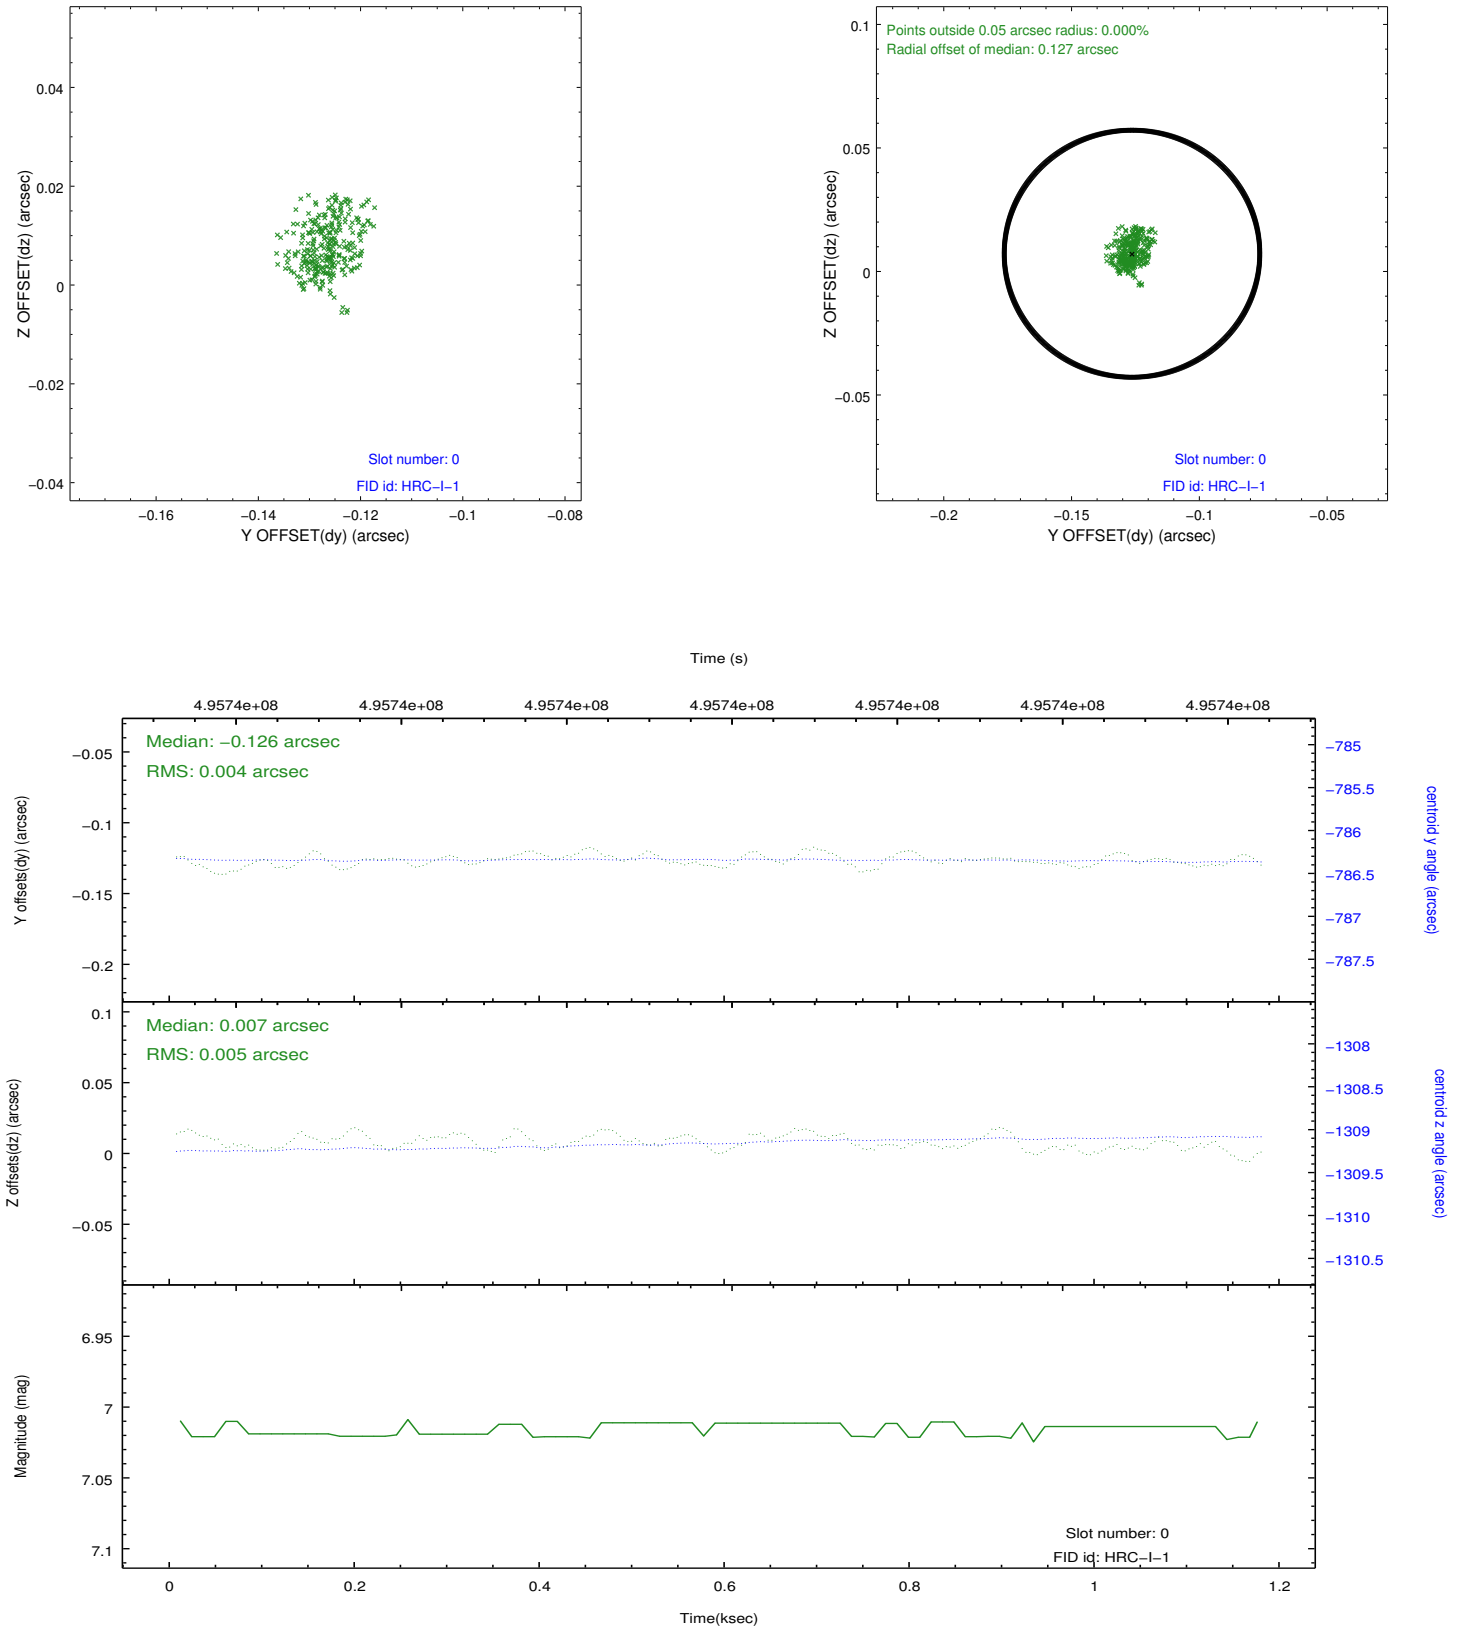 0.04
0.02
0
−0.02
−0.04
Z OFFSET(dz) (arcsec)
Slot number: 0
FID id: HRC−I−1
−0.16
−0.14
−0.12
−0.1
−0.08
Y OFFSET(dy) (arcsec)
Points outside 0.05 arcsec radius: 0.000%
Radial offset of median: 0.127 arcsec
0.1
0.05
0
−0.05
Z OFFSET(dz) (arcsec)
Slot number: 0
FID id: HRC−I−1
−0.2
−0.15
−0.1
−0.05
Y OFFSET(dy) (arcsec)
Time (s)
4.9574e+08
4.9574e+08
4.9574e+08
4.9574e+08
4.9574e+08
4.9574e+08
4.9574e+08
Median: −0.126 arcsec
RMS: 0.004 arcsec
−0.05
−0.1
−0.15
−0.2
Y offsets(dy) (arcsec)
−785
−785.5
−786
−786.5
−787
−787.5
centroid y angle (arcsec)
Median: 0.007 arcsec
RMS: 0.005 arcsec
0.1
0.05
0
−0.05
Z offsets(dz) (arcsec)
−1308
−1308.5
−1309
−1309.5
−1310
−1310.5
centroid z angle (arcsec)
6.95
7
7.05
7.1
Magnitude (mag)
Slot number: 0
FID id: HRC−I−1
0
0.2
0.4
0.6
0.8
1
1.2
Time(ksec)